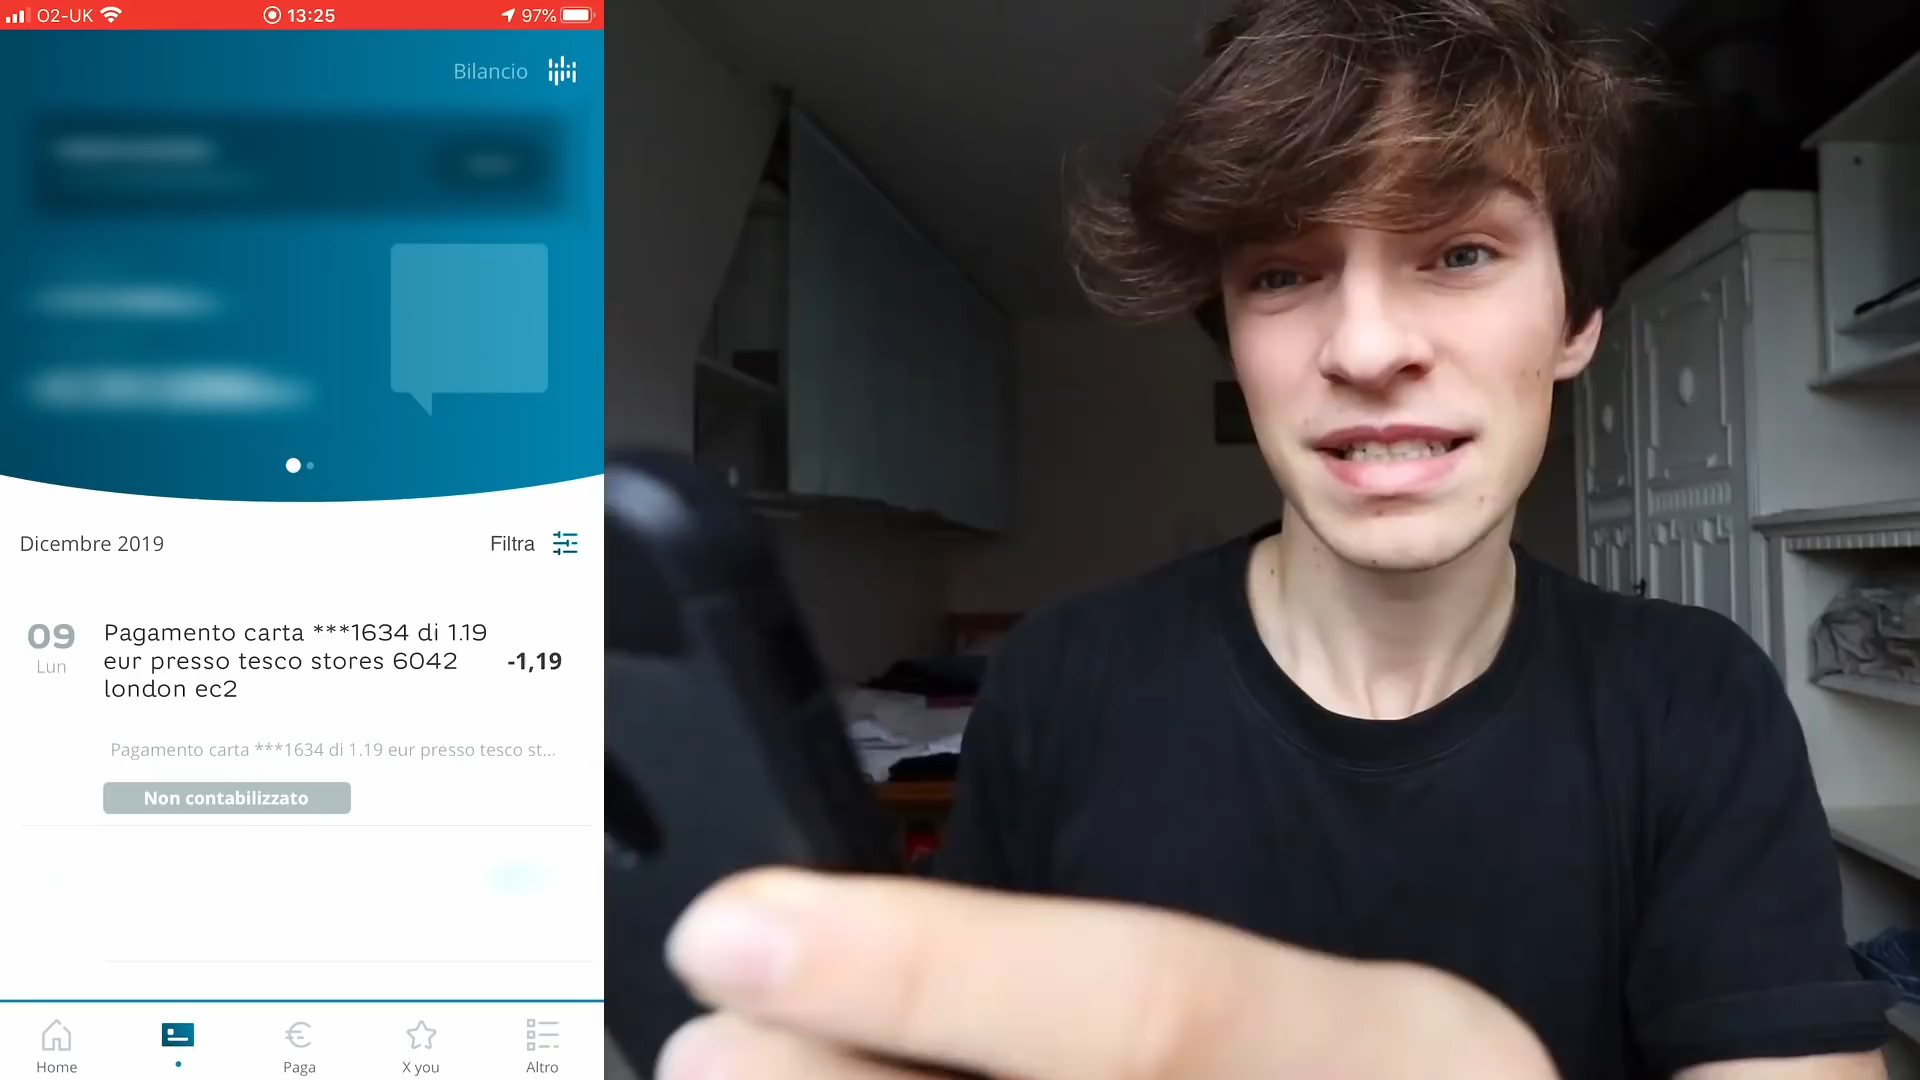 O2-UK 13:25 97%
Bilancio
Dicembre 2019 Filtra
09 Lun
Pagamento carta ***1634 di 1.19
eur presso tesco stores 6042 -1,19
london ec2
Pagamento carta ***1634 di 1.19 eur presso tesco st...
Non contabilizzato
Home Paga X you Altro